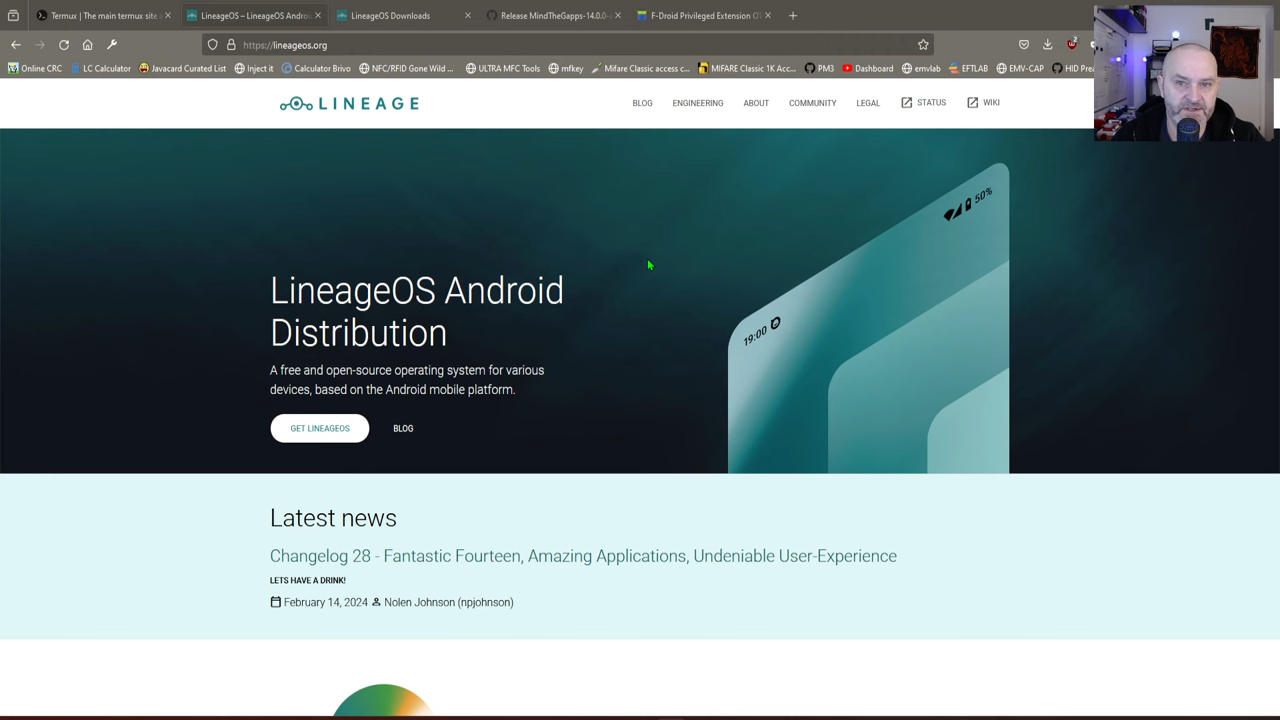 Termux | The main termux site a
LineageOS – LineageOS Androi
LineageOS Downloads
Release MindTheGapps-14.0.0-
F-Droid Privileged Extension OT
https://lineageos.org
Online CRC
LC Calculator
Javacard Curated List
Inject it
Calculator Brivo
NFC/RFID Gone Wild ...
ULTRA MFC Tools
mfkey
Mifare Classic access c...
MIFARE Classic 1K Acc...
PM3
Dashboard
emvlab
EFTLAB
EMV-CAP
HID Prea
LINEAGE
BLOG
ENGINEERING
ABOUT
COMMUNITY
LEGAL
STATUS
WIKI
50%
19:00
LineageOS Android
Distribution
A free and open-source operating system for various
devices, based on the Android mobile platform.
GET LINEAGEOS
BLOG
Latest news
Changelog 28 - Fantastic Fourteen, Amazing Applications, Undeniable User-Experience
LETS HAVE A DRINK!
February 14, 2024 Nolen Johnson (npjohnson)